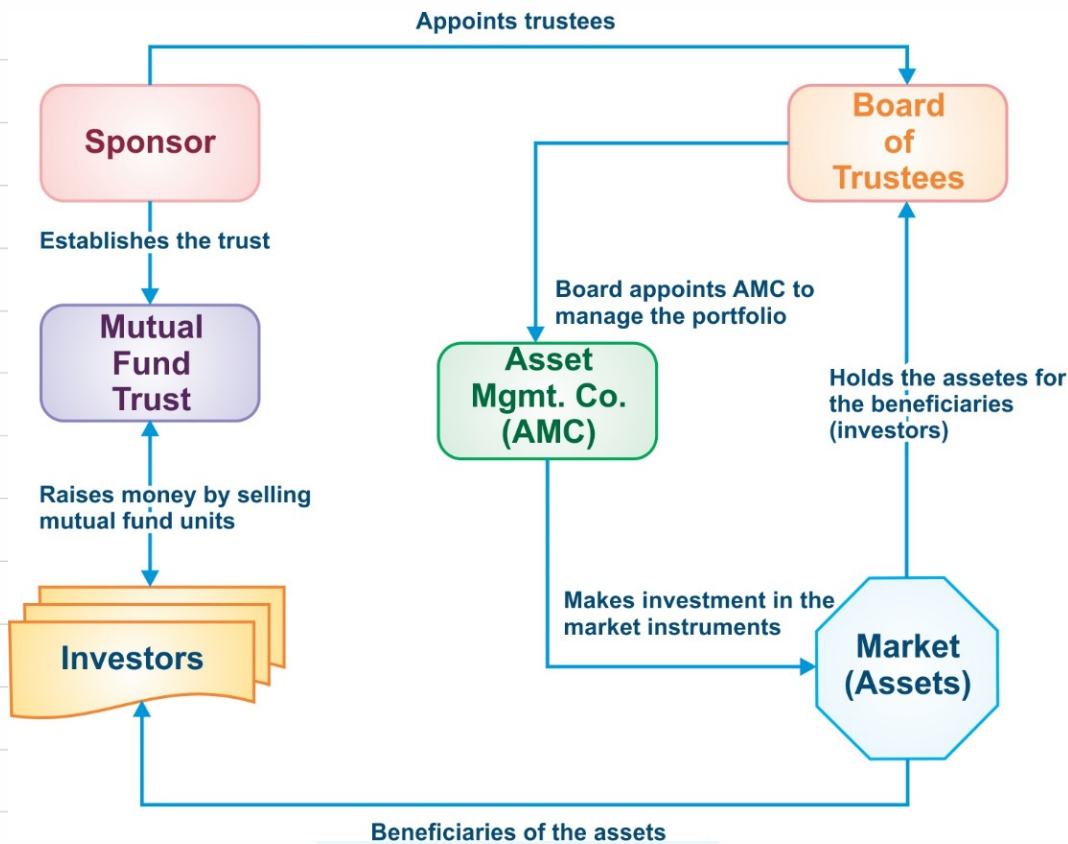 Appoints trustees
Sponsor
Board
of
Trustees
Establishes the trust
Board appoints AMC to
manage the portfolio
Mutual
Fund
Trust
Asset
Mgmt. Co.
(AMC)
Holds the assetes for
the beneficiaries
(investors)
Raises money by selling
mutual fund units
Makes investment in the
market instruments
Investors
Market
(Assets)
Beneficiaries of the assets